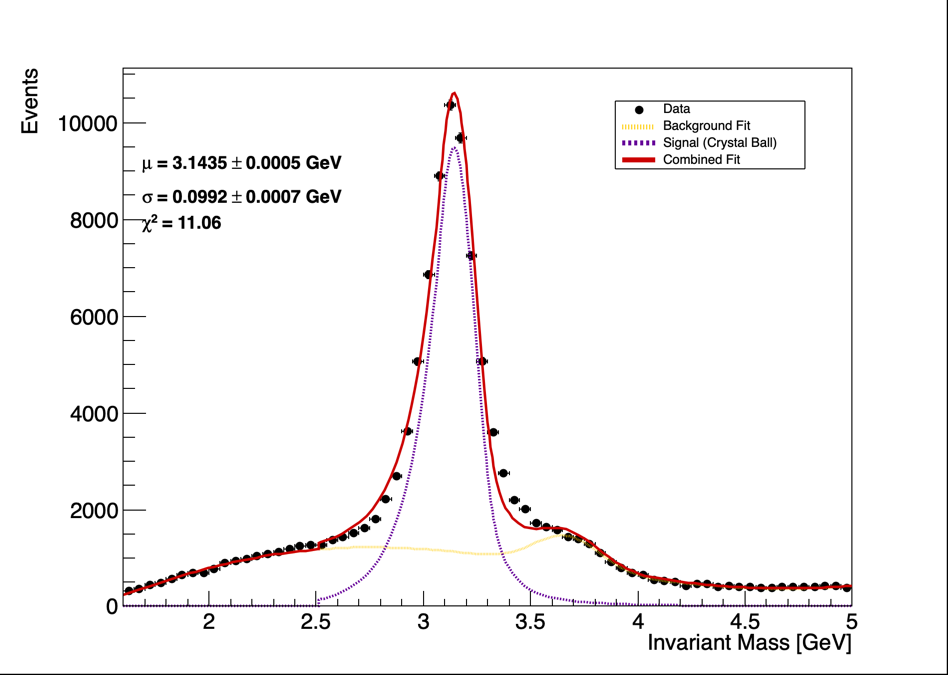 Events
10000
8000
6000
4000
2000
0
μ = 3.1435 ± 0.0005 GeV
σ = 0.0992 ± 0.0007 GeV
χ² = 11.06
Data
Background Fit
Signal (Crystal Ball)
Combined Fit
2 2.5 3 3.5 4 4.5 5
Invariant Mass [GeV]